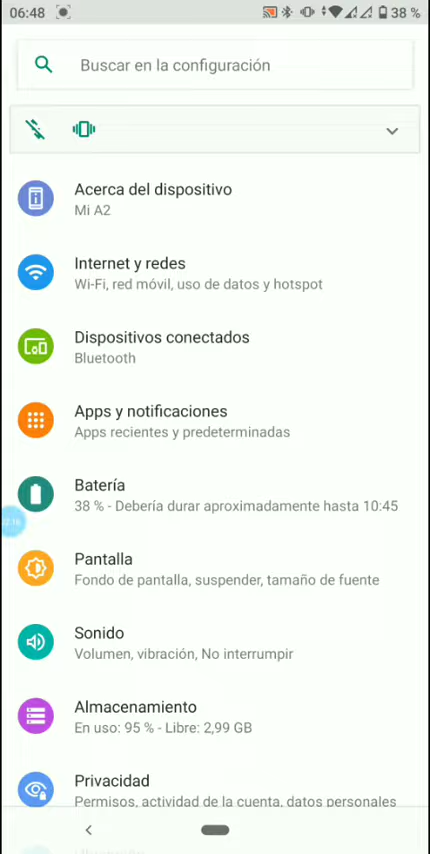 06:48 38 %
Buscar en la configuración
Acerca del dispositivo
Mi A2
Internet y redes
Wi-Fi, red móvil, uso de datos y hotspot
Dispositivos conectados
Bluetooth
Apps y notificaciones
Apps recientes y predeterminadas
Batería
38 % - Debería durar aproximadamente hasta 10:45
Pantalla
Fondo de pantalla, suspender, tamaño de fuente
Sonido
Volumen, vibración, No interrumpir
Almacenamiento
En uso: 95 % - Libre: 2,99 GB
Privacidad
Permisos, actividad de la cuenta, datos personales